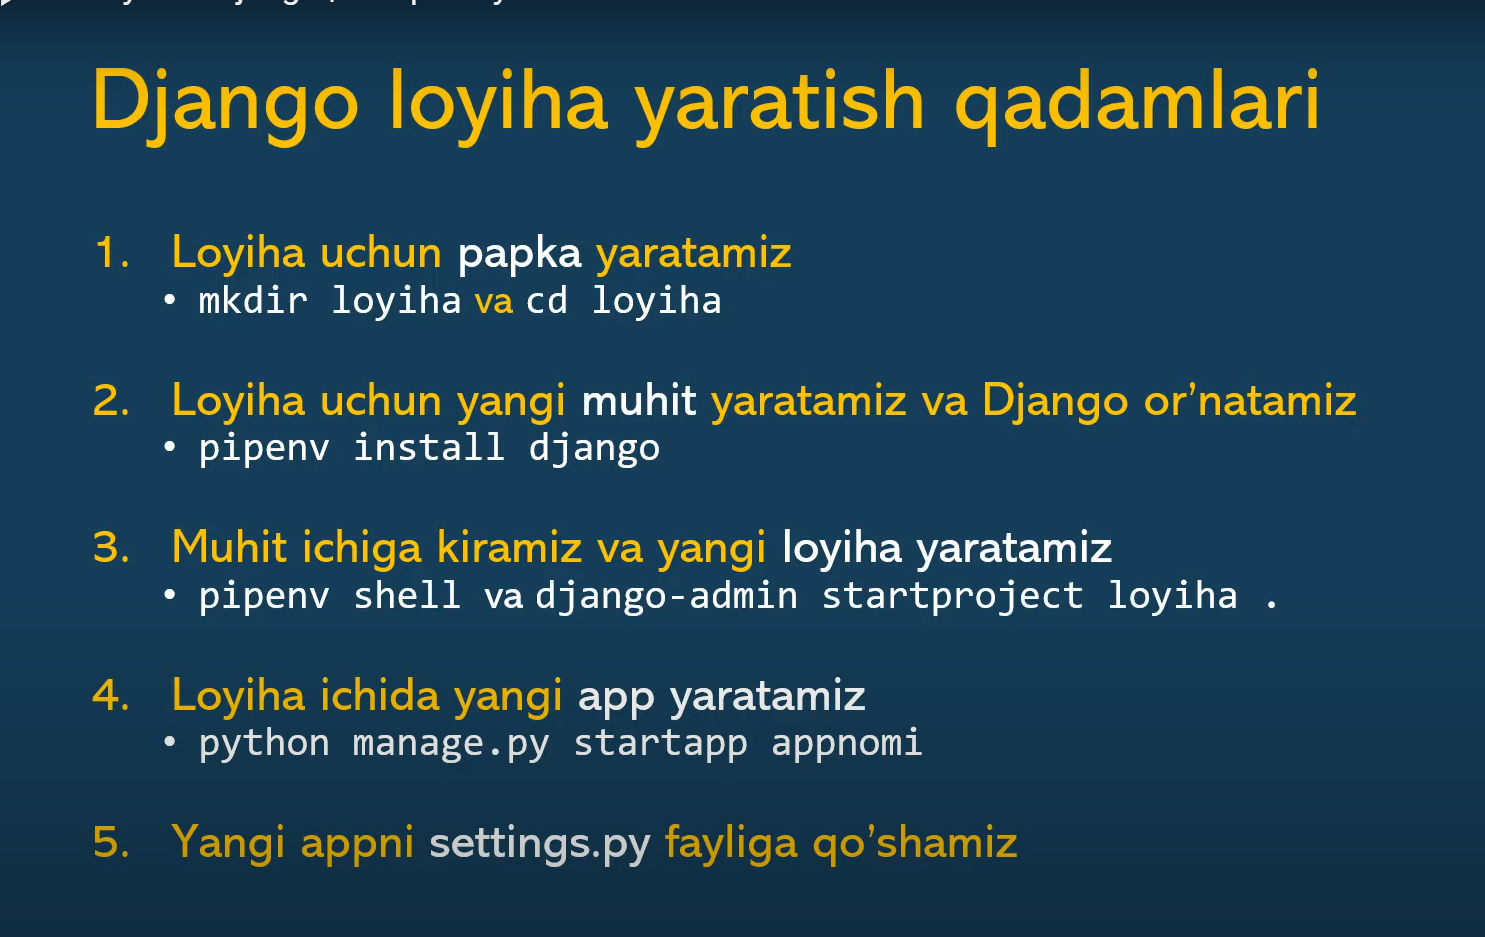 Django loyiha yaratish qadamlari
1. Loyiha uchun papka yaratamiz
• mkdir loyiha va cd loyiha
2. Loyiha uchun yangi muhit yaratamiz va Django or’natamiz
• pipenv install django
3. Muhit ichiga kiramiz va yangi loyiha yaratamiz
• pipenv shell va django-admin startproject loyiha .
4. Loyiha ichida yangi app yaratamiz
• python manage.py startapp appnomi
5. Yangi appni settings.py fayliga qo’shamiz